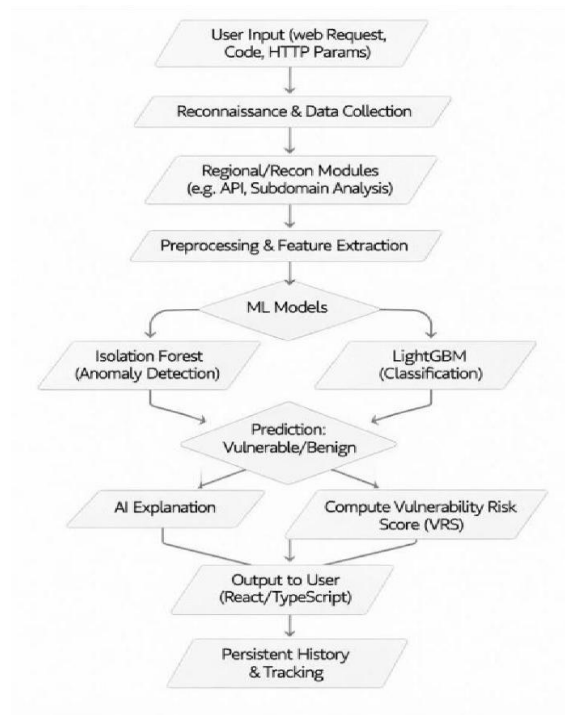 User Input (web Request,
Code, HTTP Params)
Reconnaissance & Data Collection
Regional/Recon Modules
(e.g. API, Subdomain Analysis)
Preprocessing & Feature Extraction
ML Models
Isolation Forest
(Anomaly Detection)
LightGBM
(Classification)
Prediction:
Vulnerable/Benign
AI Explanation
Compute Vulnerability Risk
Score (VRS)
Output to User
(React/TypeScript)
Persistent History
& Tracking